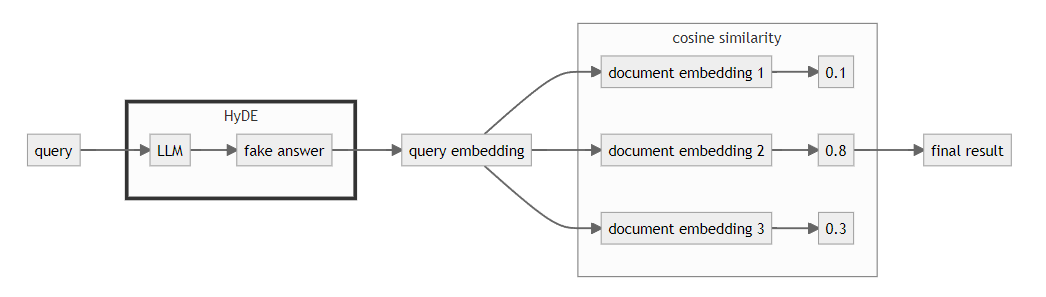 cosine similarity
document embedding 1
0.1
HyDE
query
LLM
fake answer
query embedding
document embedding 2
0.8
final result
document embedding 3
0.3